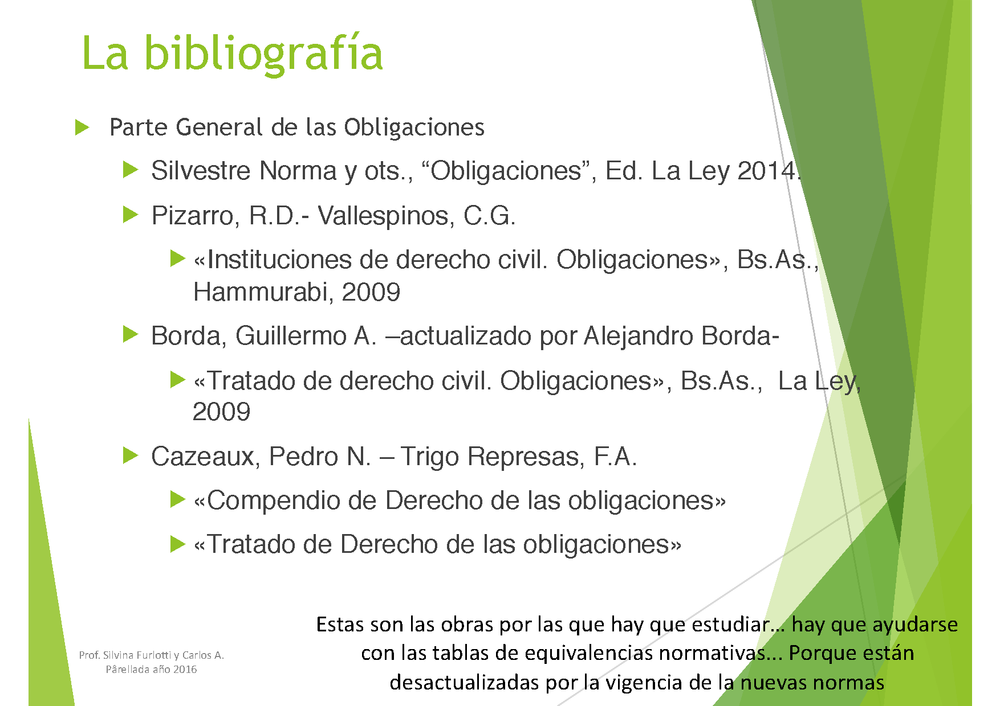 La bibliografía
Parte General de las Obligaciones
Silvestre Norma y ots., “Obligaciones”, Ed. La Ley 2014.
Pizarro, R.D.- Vallespinos, C.G.
«Instituciones de derecho civil. Obligaciones», Bs.As.,
Hammurabi, 2009
Borda, Guillermo A. –actualizado por Alejandro Borda-
«Tratado de derecho civil. Obligaciones», Bs.As., La Ley,
2009
Cazeaux, Pedro N. – Trigo Represas, F.A.
«Compendio de Derecho de las obligaciones»
«Tratado de Derecho de las obligaciones»
Estas son las obras por las que hay que estudiar... hay que ayudarse
con las tablas de equivalencias normativas... Porque están
desactualizadas por la vigencia de la nuevas normas
Prof. Silvina Furlotti y Carlos A.
Pârellada año 2016